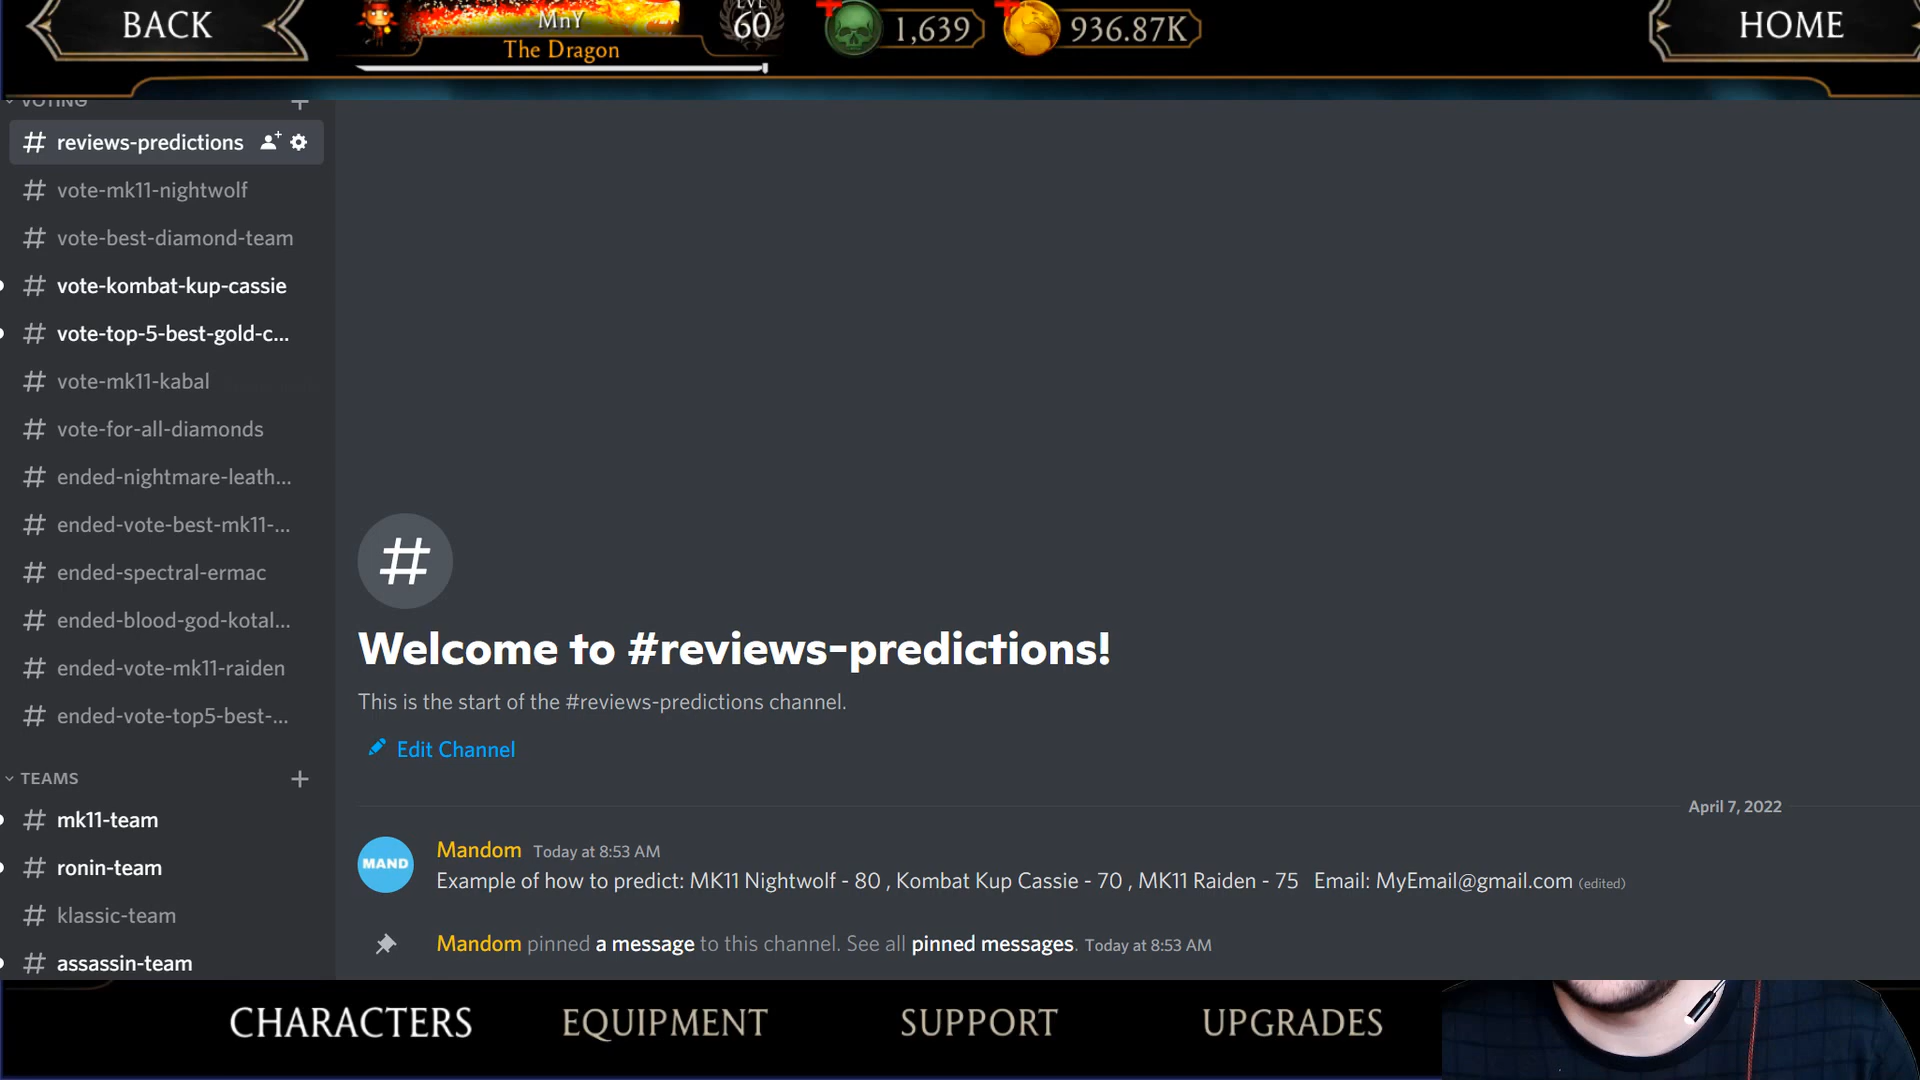 BACK
MnY
The Dragon
LVL
60
1,639
936.87K
HOME
VOTING
reviews-predictions
vote-mk11-nightwolf
vote-best-diamond-team
vote-kombat-kup-cassie
vote-top-5-best-gold-c...
vote-mk11-kabal
vote-for-all-diamonds
ended-nightmare-leath...
ended-vote-best-mk11-...
ended-spectral-ermac
ended-blood-god-kotal...
ended-vote-mk11-raiden
ended-vote-top5-best-...
TEAMS
mk11-team
ronin-team
klassic-team
assassin-team
#
Welcome to #reviews-predictions!
This is the start of the #reviews-predictions channel.
Edit Channel
April 7, 2022
MAND
Mandom Today at 8:53 AM
Example of how to predict: MK11 Nightwolf - 80 , Kombat Kup Cassie - 70 , MK11 Raiden - 75 Email: MyEmail@gmail.com (edited)
Mandom pinned a message to this channel. See all pinned messages. Today at 8:53 AM
CHARACTERS
EQUIPMENT
SUPPORT
UPGRADES